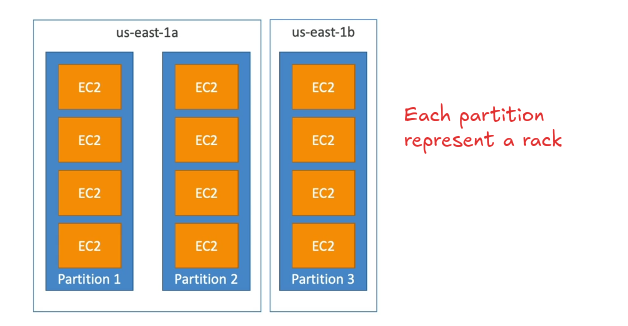 us-east-1a
us-east-1b
EC2 EC2 EC2
EC2 EC2 EC2
EC2 EC2 EC2
EC2 EC2 EC2
Partition 1 Partition 2 Partition 3
Each partition
represent a rack